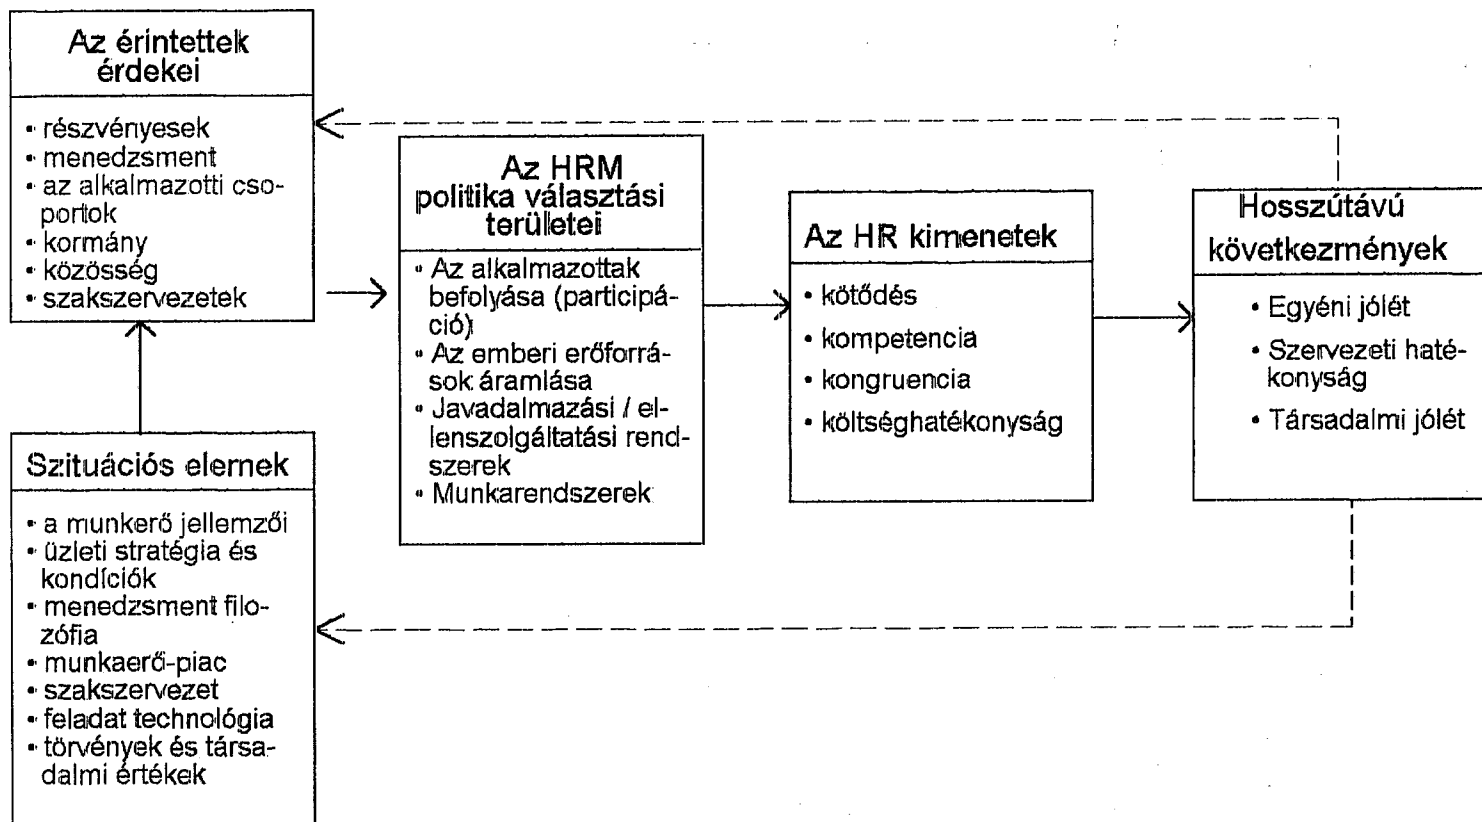 Az érintettek
érdekei
• részvényesek
• menedzsment
• az alkalmazotti cso-
portok
• kormány
• közösség
• szakszervezetek
Szituációs elemek
• a munkerő jellemzői
• üzleti stratégia és
kondíciók
• menedzsment filo-
zófia
• munkaerő-piac
• szakszervezet
• feladat technológia
• törvények és társa-
dalmi értékek
Az HRM
politika választási
területei
• Az alkalmazottak
befolyása (participá-
ció)
• Az emberi erőforrá-
sok áramlása
• Javadalmazási / el-
lenszolgáltatási rend-
szerek
• Munkarendszerek
Az HR kimenetek
• kötődés
• kompetencia
• kongruencia
• költséghatékonyság
Hosszútávú
következmények
• Egyéni jólét
• Szervezeti haté-
konyság
• Társadalmi jólét